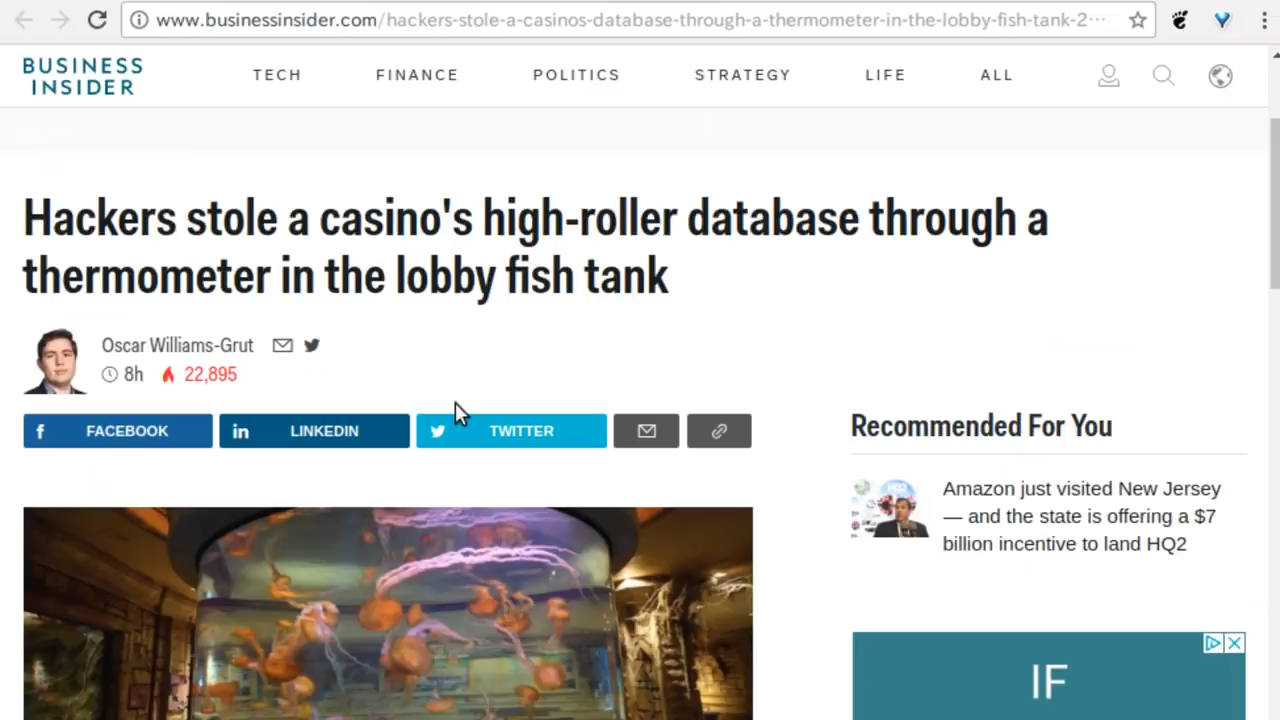 www.businessinsider.com/hackers-stole-a-casinos-database-through-a-thermometer-in-the-lobby-fish-tank-2···
BUSINESS
INSIDER
TECH FINANCE POLITICS STRATEGY LIFE ALL
Hackers stole a casino's high-roller database through a
thermometer in the lobby fish tank
Oscar Williams-Grut
8h 22,895
f FACEBOOK in LINKEDIN TWITTER
Recommended For You
Amazon just visited New Jersey
— and the state is offering a $7
billion incentive to land HQ2
IF